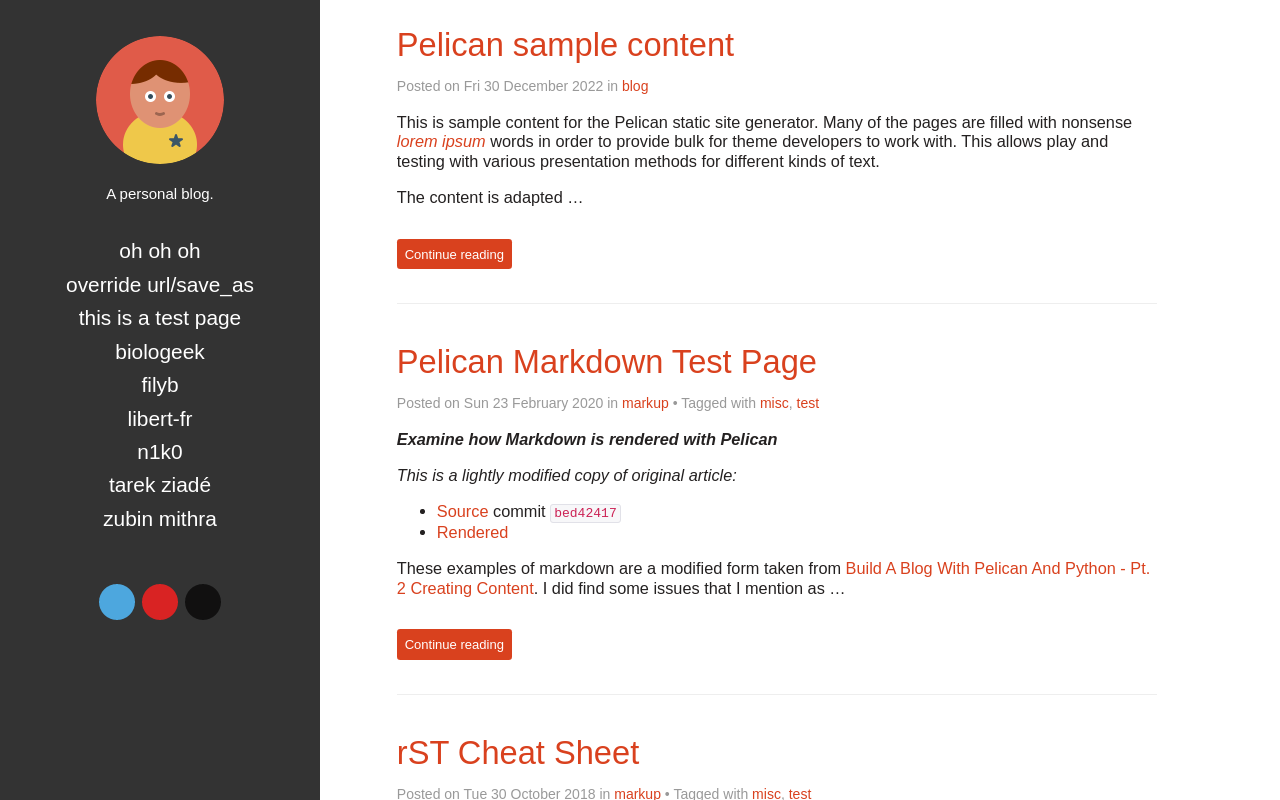 A personal blog.
oh oh oh
override url/save_as
this is a test page
biologeek
filyb
libert-fr
n1k0
tarek ziadé
zubin mithra
Pelican sample content
Posted on Fri 30 December 2022 in blog
This is sample content for the Pelican static site generator. Many of the pages are filled with nonsense
lorem ipsum words in order to provide bulk for theme developers to work with. This allows play and
testing with various presentation methods for different kinds of text.
The content is adapted …
Continue reading
Pelican Markdown Test Page
Posted on Sun 23 February 2020 in markup • Tagged with misc, test
Examine how Markdown is rendered with Pelican
This is a lightly modified copy of original article:
Source commit bed42417
Rendered
These examples of markdown are a modified form taken from Build A Blog With Pelican And Python - Pt.
2 Creating Content. I did find some issues that I mention as …
Continue reading
rST Cheat Sheet
Posted on Tue 30 October 2018 in markup • Tagged with misc, test